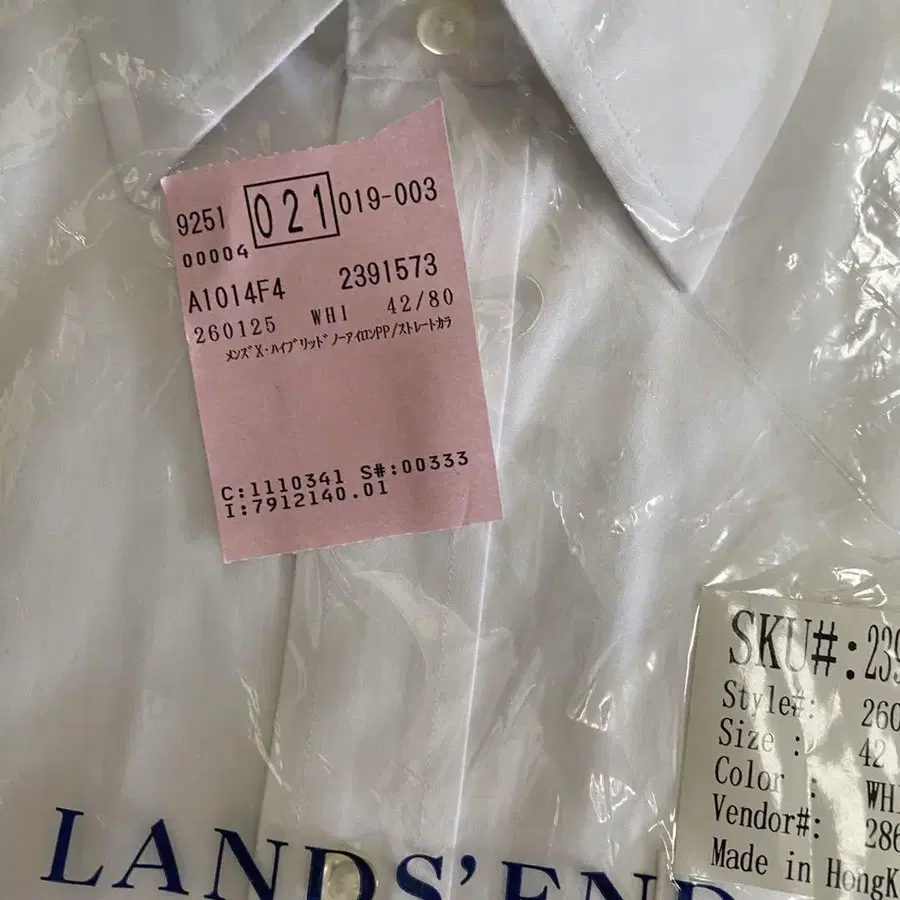 9251 021 019-003
00004
A1014F4 2391573
260125 WHI 42/80
メンズX・ハイブリッドノーアイロンPP/ストレートカラ
C:1110341 S#:00333
I:7912140.01
SKU#:239
Style#: 260
Size : 42
Color : WHI
Vendor#: 286
Made in HongK
LANDS' END